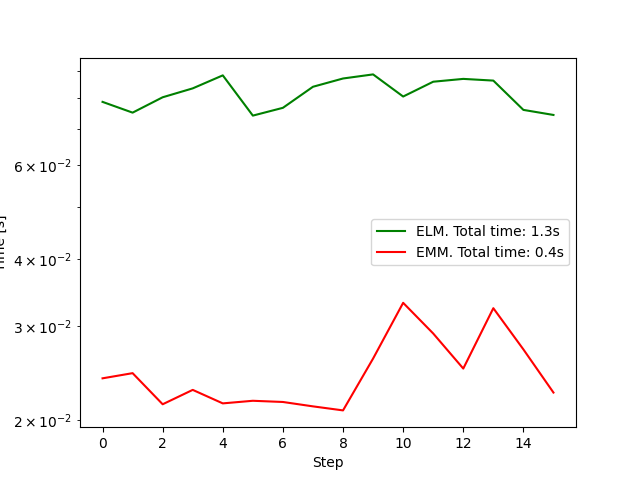 6 × 10⁻²
4 × 10⁻²
3 × 10⁻²
2 × 10⁻²
Time [s]
ELM. Total time: 1.3s
EMM. Total time: 0.4s
0 2 4 6 8 10 12 14
Step